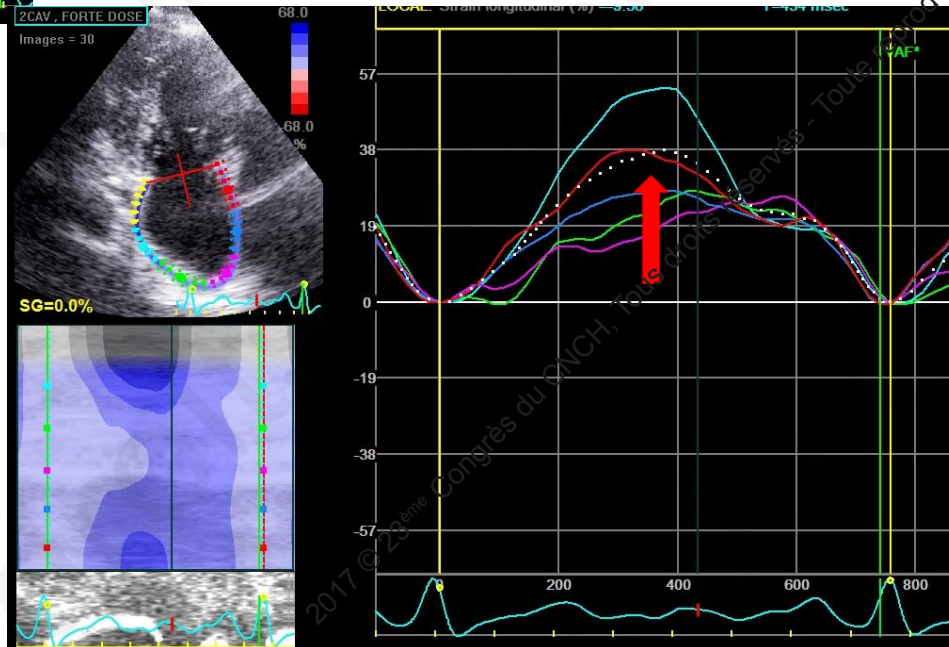 2CAV , FORTE DOSE
Images = 30
68.0
-68.0
%
SG=0.0%
LOCAL. Strain longitudinal (%) =-9.56 T=434 msec
AF*
57
38
19
0
-19
-38
-57
0 200 400 600 800
2017 © 23ème Congrès du CNCH, Tous droits réservés - Toute reprod